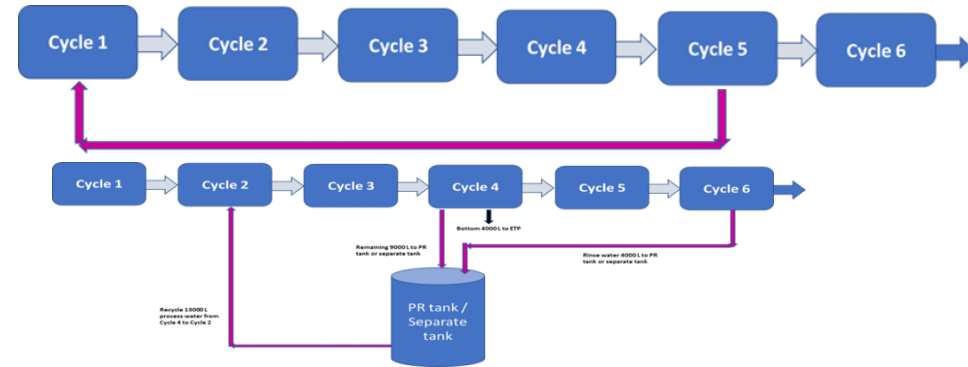 Cycle 1
Cycle 2
Cycle 3
Cycle 4
Cycle 5
Cycle 6
Cycle 1
Cycle 2
Cycle 3
Cycle 4
Cycle 5
Cycle 6
Bottom 4000 L to ETP
Remaining 9000 L to PR
tank or separate tank
Rinse water 4000 L to PR
tank or separate tank
Recycle 13000 L
process water from
Cycle 4 to Cycle 2
PR tank /
Separate
tank